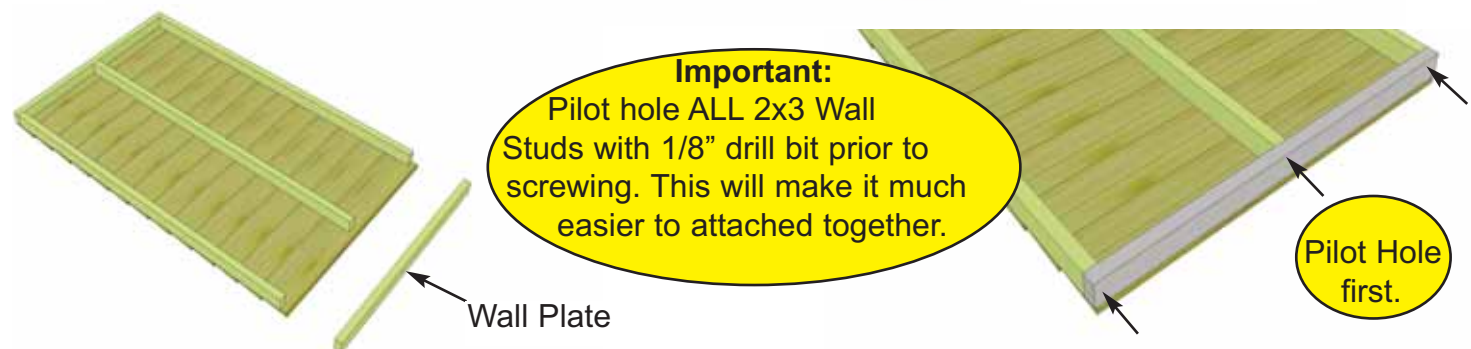 Important:
Pilot hole ALL 2x3 Wall
Studs with 1/8” drill bit prior to
screwing. This will make it much
easier to attached together.
Wall Plate
Pilot Hole
first.